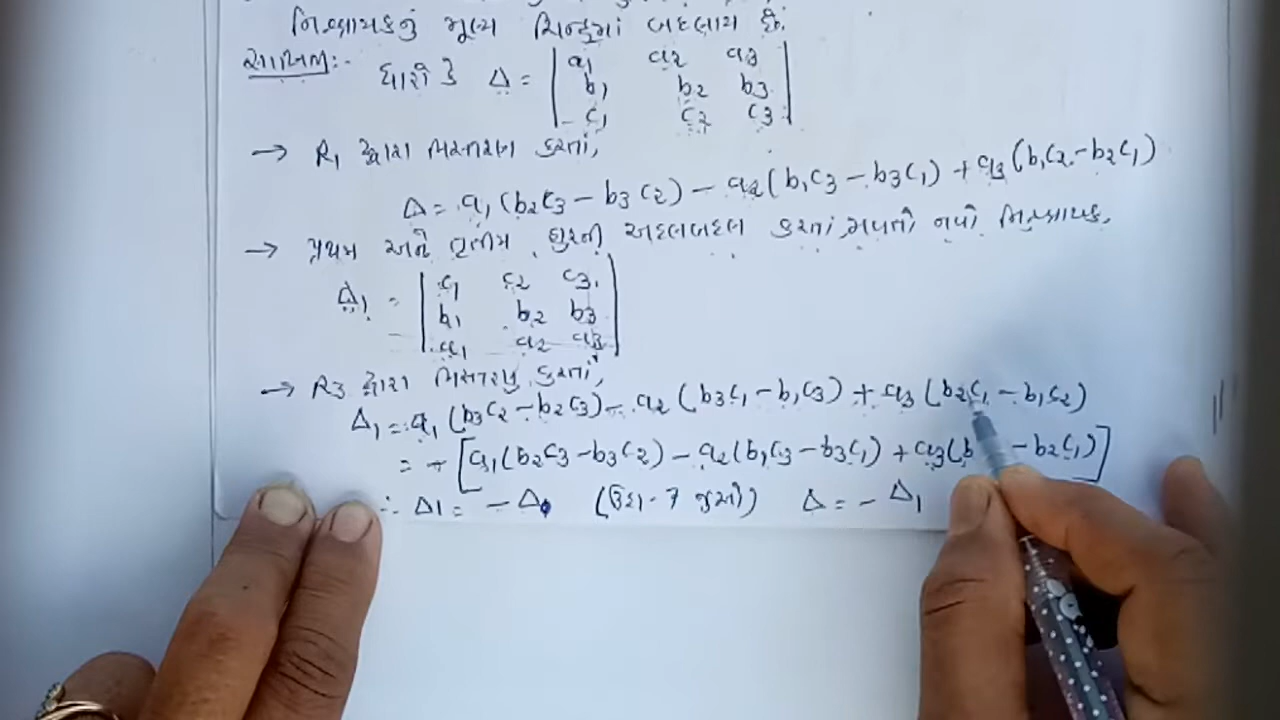 નિશ્ચાયકનું મૂલ્ય ચિન્હમાં બદલાય છે.
સાબિતી:- ધારો કે Δ = | a1 a2 a3 |
| b1 b2 b3 |
| c1 c2 c3 |
→ R1 દ્વારા વિસ્તરણ કરતાં,
Δ = a1 (b2c3 - b3c2) - a2 (b1c3 - b3c1) + a3 (b1c2 - b2c1)
→ પ્રથમ અને તૃતીય હારની અદલાબદલ કરતાં મળતો નવો નિશ્ચાયક,
Δ1 = | c1 c2 c3 |
| b1 b2 b3 |
| a1 a2 a3 |
→ R3 દ્વારા વિસ્તરણ કરતાં,
Δ1 = a1 (b3c2 - b2c3) - a2 (b3c1 - b1c3) + a3 (b2c1 - b1c2)
= - [a1 (b2c3 - b3c2) - a2 (b1c3 - b3c1) + a3 (b - b2c1)]
∴ Δ1 = -Δ (ઉદા - 7 જુઓ) Δ = - Δ1